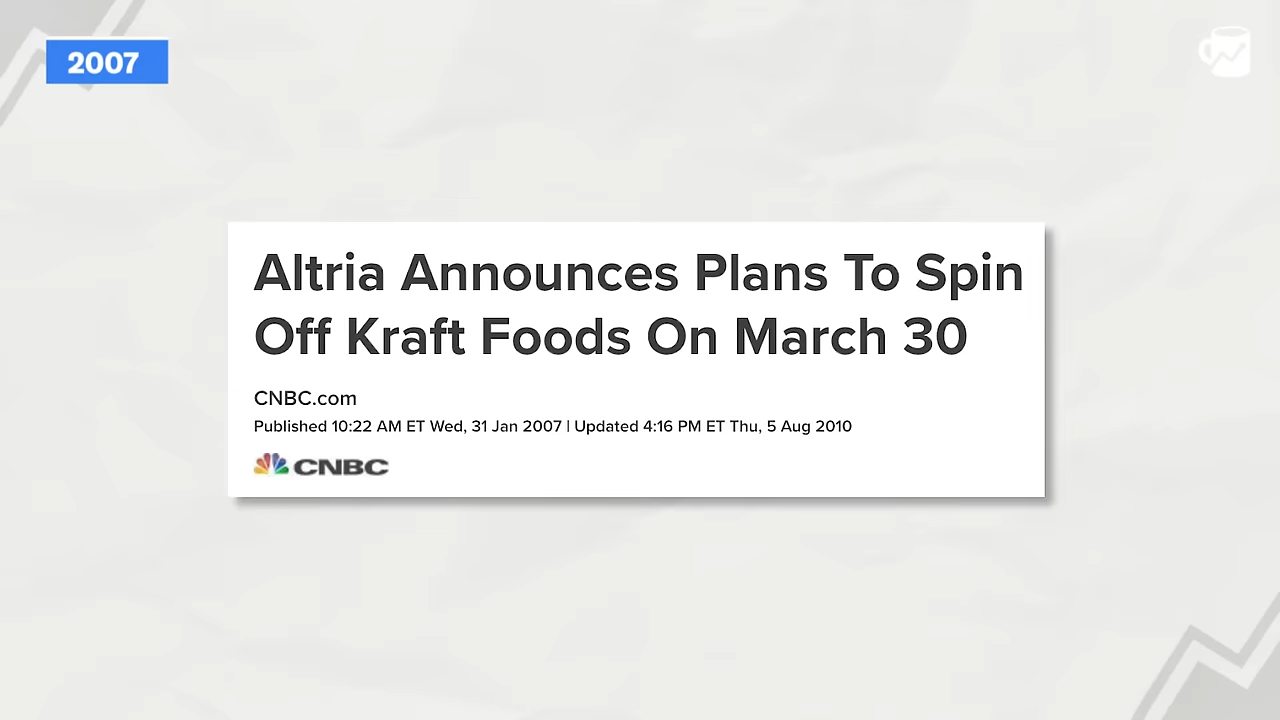 2007
Altria Announces Plans To Spin
Off Kraft Foods On March 30
CNBC.com
Published 10:22 AM ET Wed, 31 Jan 2007 | Updated 4:16 PM ET Thu, 5 Aug 2010
CNBC